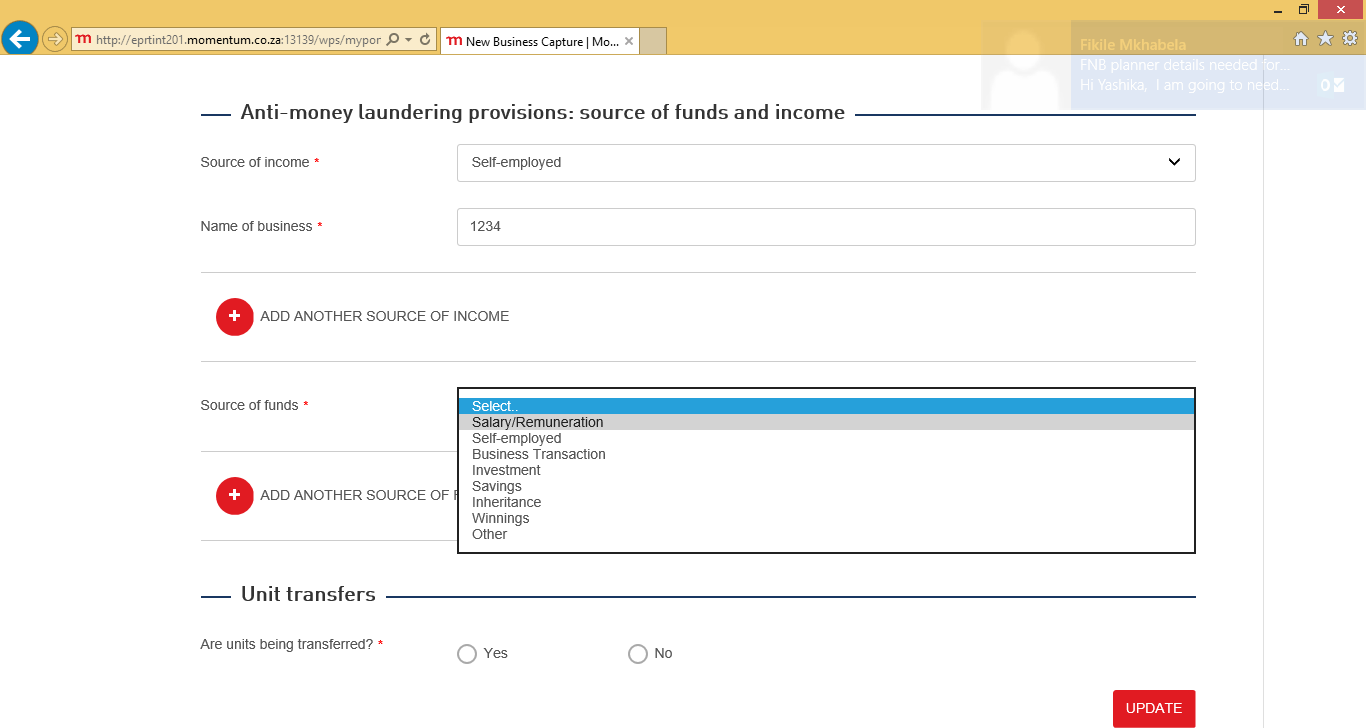 http://eprtint201.momentum.co.za:13139/wps/mypor
m New Business Capture | Mo...
Fikile Mkhabela
FNB planner details needed for...
Hi Yashika, I am going to need...
0
Anti-money laundering provisions: source of funds and income
Source of income *
Self-employed
Name of business *
1234
+ ADD ANOTHER SOURCE OF INCOME
Source of funds *
Select..
Salary/Remuneration
Self-employed
Business Transaction
Investment
Savings
Inheritance
Winnings
Other
+ ADD ANOTHER SOURCE OF F
Unit transfers
Are units being transferred? *
Yes
No
UPDATE